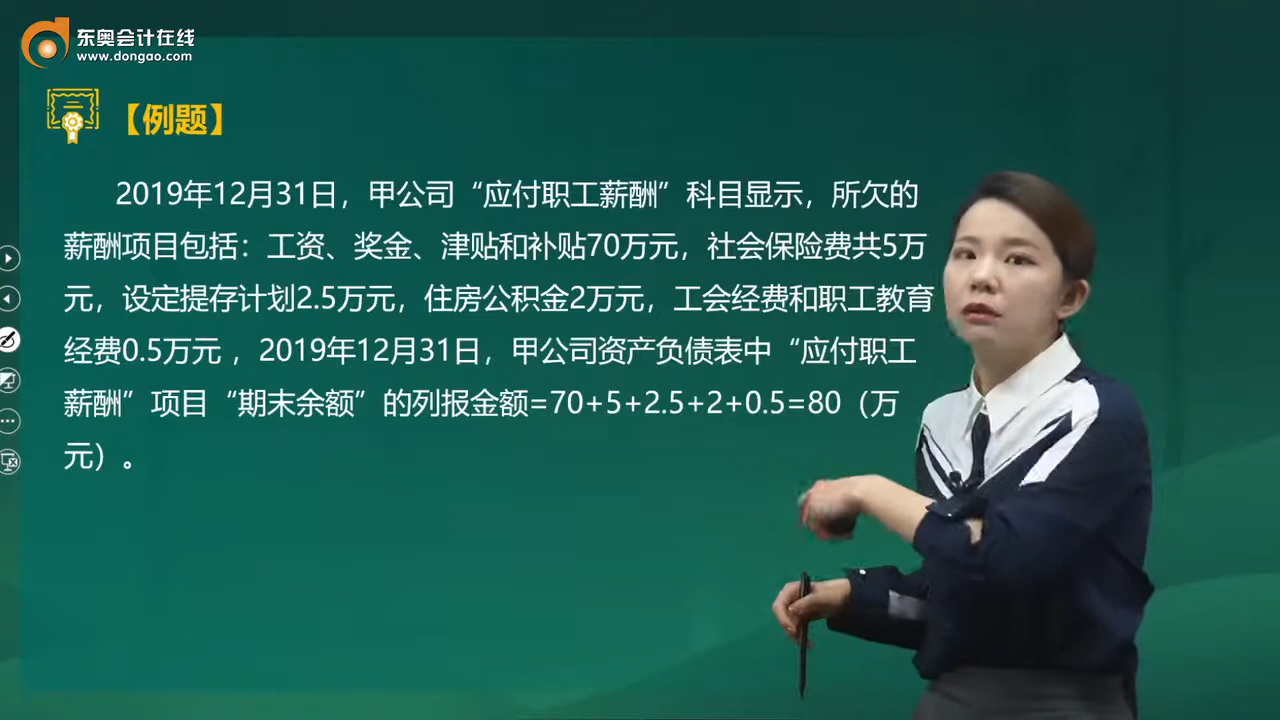 东奥会计在线
www.dongao.com
【例题】
2019年12月31日，甲公司“应付职工薪酬”科目显示，所欠的
薪酬项目包括：工资、奖金、津贴和补贴70万元，社会保险费共5万
元，设定提存计划2.5万元，住房公积金2万元，工会经费和职工教育
经费0.5万元 ，2019年12月31日，甲公司资产负债表中“应付职工
薪酬”项目“期末余额”的列报金额=70+5+2.5+2+0.5=80（万
元）。